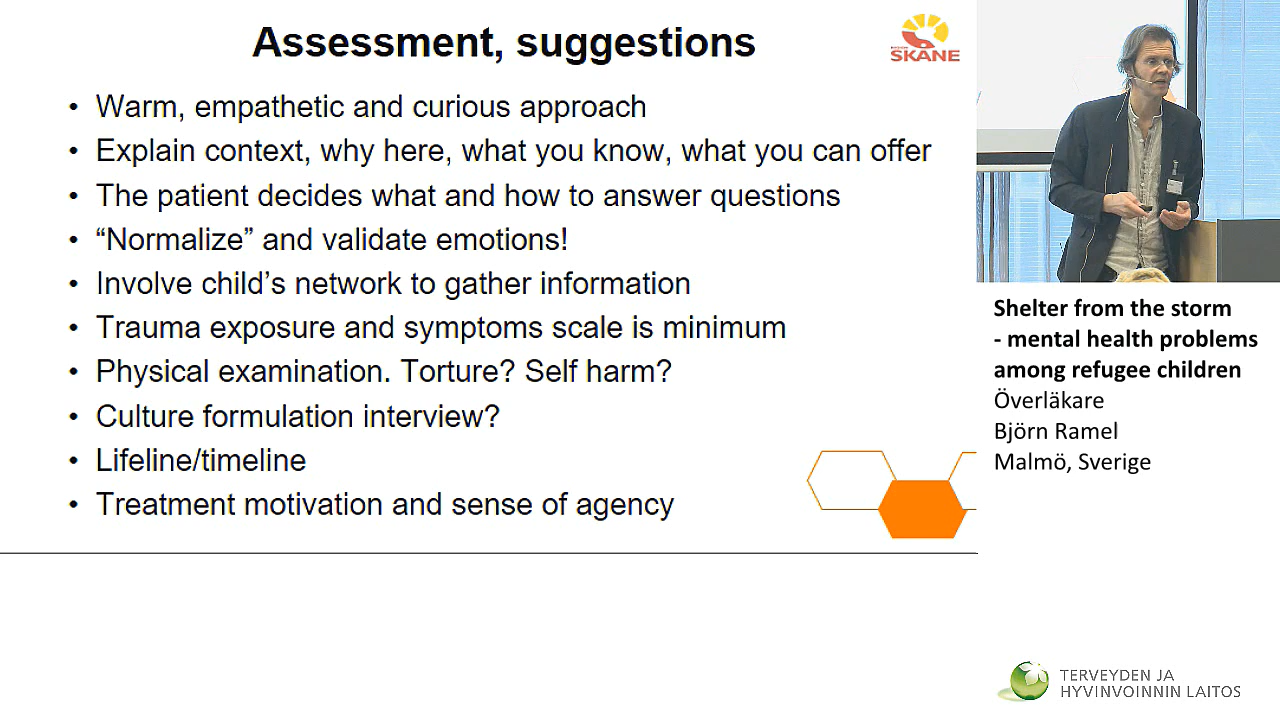 Assessment, suggestions
SKANE
• Warm, empathetic and curious approach
• Explain context, why here, what you know, what you can offer
• The patient decides what and how to answer questions
• “Normalize” and validate emotions!
• Involve child’s network to gather information
• Trauma exposure and symptoms scale is minimum
• Physical examination. Torture? Self harm?
• Culture formulation interview?
• Lifeline/timeline
• Treatment motivation and sense of agency
Shelter from the storm
- mental health problems
among refugee children
Överläkare
Björn Ramel
Malmö, Sverige
TERVEYDEN JA
HYVINVOINNIN LAITOS